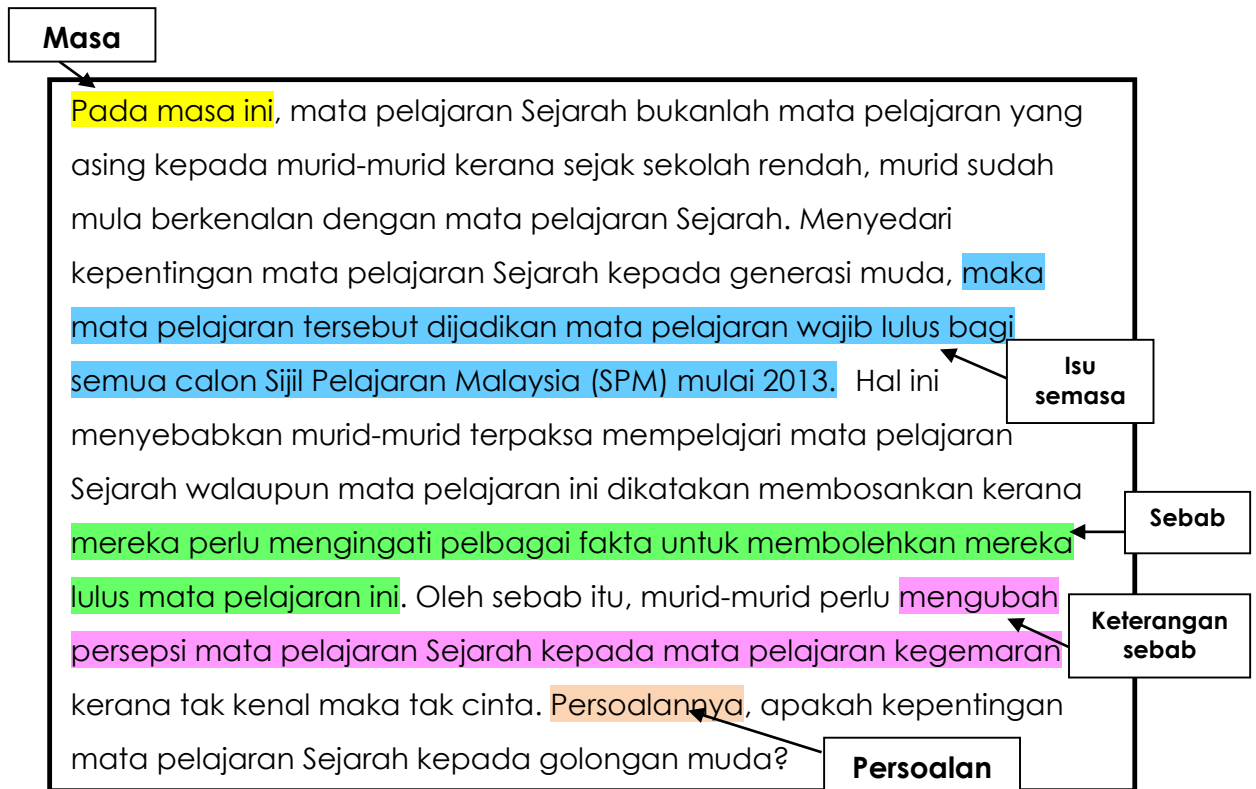 Masa
Pada masa ini, mata pelajaran Sejarah bukanlah mata pelajaran yang
asing kepada murid-murid kerana sejak sekolah rendah, murid sudah
mula berkenalan dengan mata pelajaran Sejarah. Menyedari
kepentingan mata pelajaran Sejarah kepada generasi muda, maka
mata pelajaran tersebut dijadikan mata pelajaran wajib lulus bagi
semua calon Sijil Pelajaran Malaysia (SPM) mulai 2013. Hal ini
Isu
semasa
menyebabkan murid-murid terpaksa mempelajari mata pelajaran
Sejarah walaupun mata pelajaran ini dikatakan membosankan kerana
Sebab
mereka perlu mengingati pelbagai fakta untuk membolehkan mereka
lulus mata pelajaran ini. Oleh sebab itu, murid-murid perlu mengubah
Keterangan
sebab
persepsi mata pelajaran Sejarah kepada mata pelajaran kegemaran
kerana tak kenal maka tak cinta. Persoalannya, apakah kepentingan
mata pelajaran Sejarah kepada golongan muda?
Persoalan